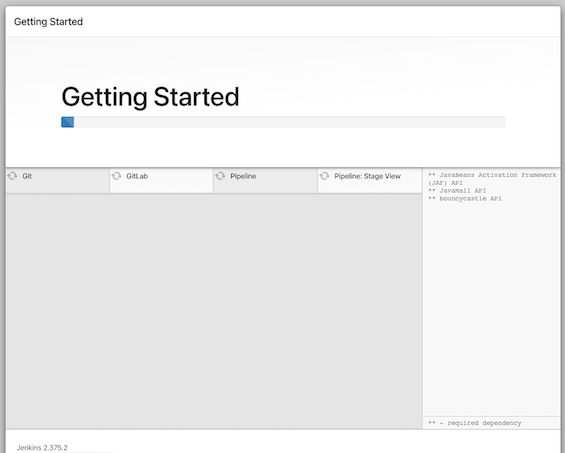 Getting Started
Getting Started
Git
GitLab
Pipeline
Pipeline: Stage View
** JavaBeans Activation Framework
(JAF) API
** JavaMail API
** bouncycastle API
** - required dependency
Jenkins 2.375.2